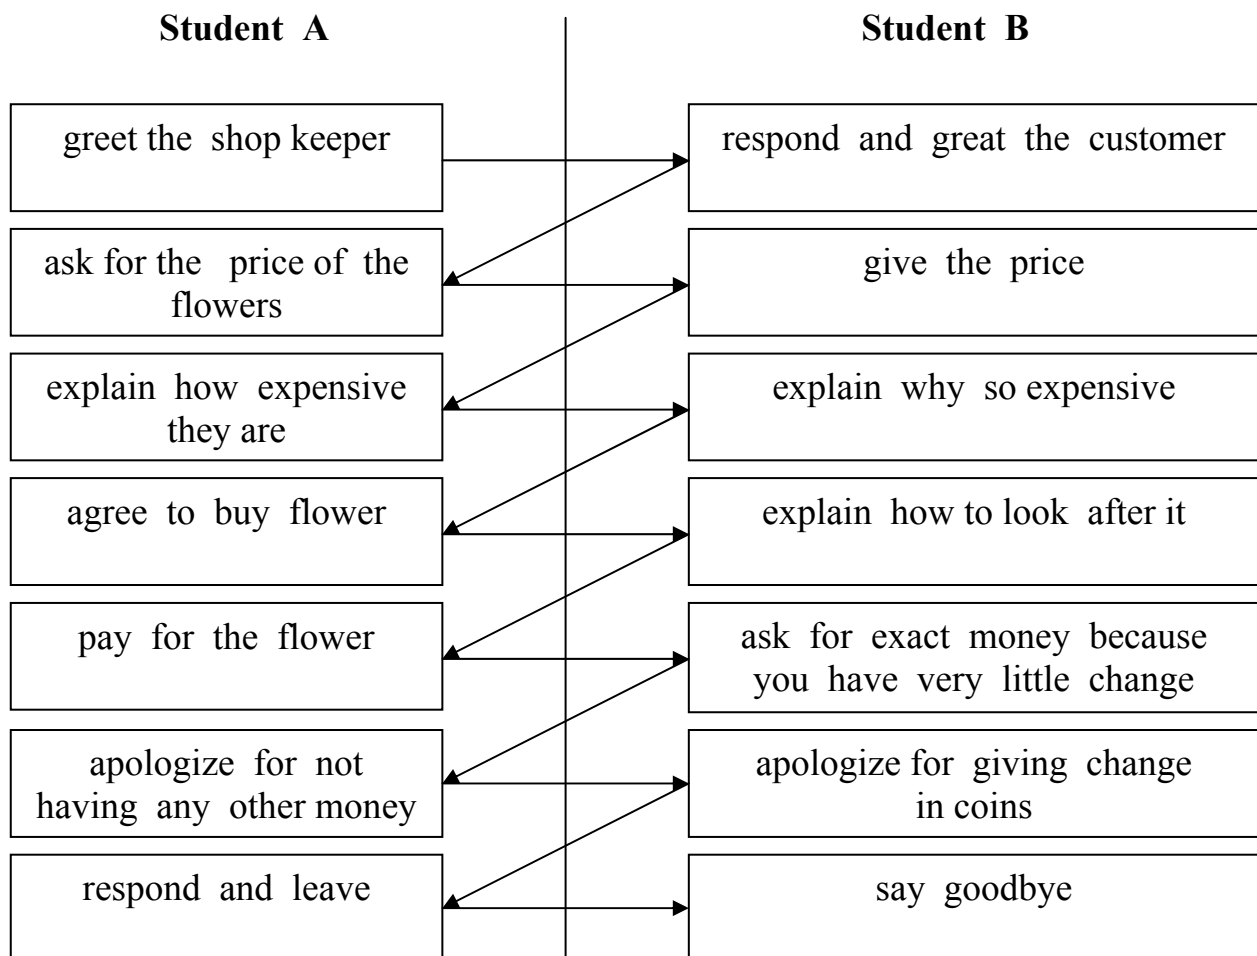 Student A
Student B
greet the shop keeper
respond and great the customer
ask for the price of the
flowers
give the price
explain how expensive
they are
explain why so expensive
agree to buy flower
explain how to look after it
pay for the flower
ask for exact money because
you have very little change
apologize for not
having any other money
apologize for giving change
in coins
respond and leave
say goodbye